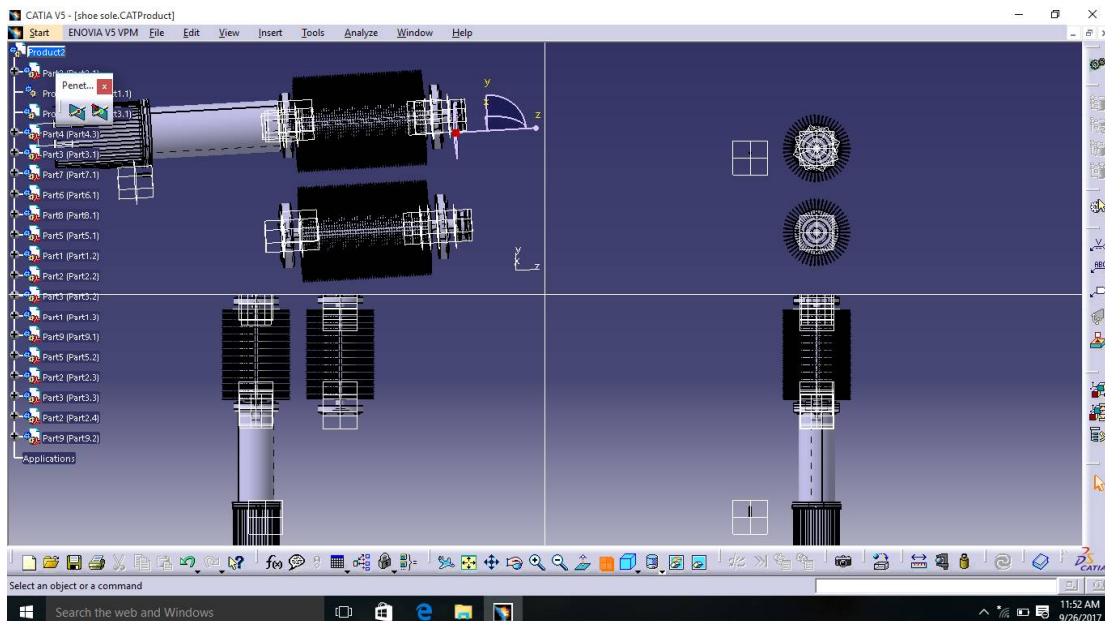 CATIA V5 - [shoe sole.CATProduct]
Start ENOVIA V5 VPM File Edit View Insert Tools Analyze Window Help
Product2
Penet... x
Part4 (Part4.3)
Part3 (Part3.1)
Part7 (Part7.1)
Part6 (Part6.1)
Part8 (Part8.1)
Part5 (Part5.1)
Part1 (Part1.2)
Part2 (Part2.2)
Part3 (Part3.2)
Part1 (Part1.3)
Part9 (Part9.1)
Part5 (Part5.2)
Part2 (Part2.3)
Part3 (Part3.3)
Part2 (Part2.4)
Part9 (Part9.2)
Applications
y
z
y
x
z
ABC
f(x)
CATIA
Select an object or a command
Search the web and Windows
11:52 AM
9/26/2017